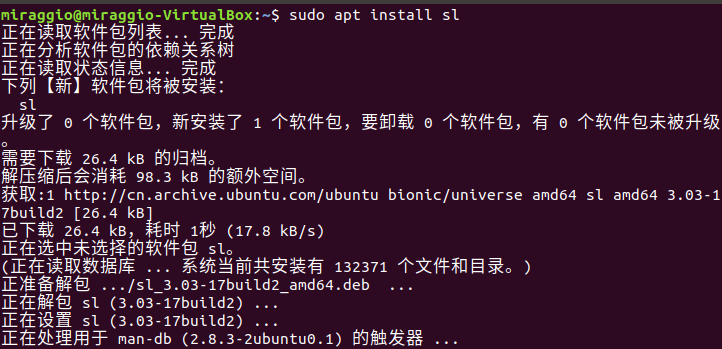 miraggio@miraggio-VirtualBox:~$ sudo apt install sl
正在读取软件包列表... 完成
正在分析软件包的依赖关系树
正在读取状态信息... 完成
下列【新】软件包将被安装：
  sl
升级了 0 个软件包，新安装了 1 个软件包，要卸载 0 个软件包，有 0 个软件包未被升级
。
需要下载 26.4 kB 的归档。
解压缩后会消耗 98.3 kB 的额外空间。
获取:1 http://cn.archive.ubuntu.com/ubuntu bionic/universe amd64 sl amd64 3.03-1
7build2 [26.4 kB]
已下载 26.4 kB，耗时 1秒 (17.8 kB/s)
正在选中未选择的软件包 sl。
(正在读取数据库 ... 系统当前共安装有 132371 个文件和目录。)
正准备解包 .../sl_3.03-17build2_amd64.deb  ...
正在解包 sl (3.03-17build2) ...
正在设置 sl (3.03-17build2) ...
正在处理用于 man-db (2.8.3-2ubuntu0.1) 的触发器 ...